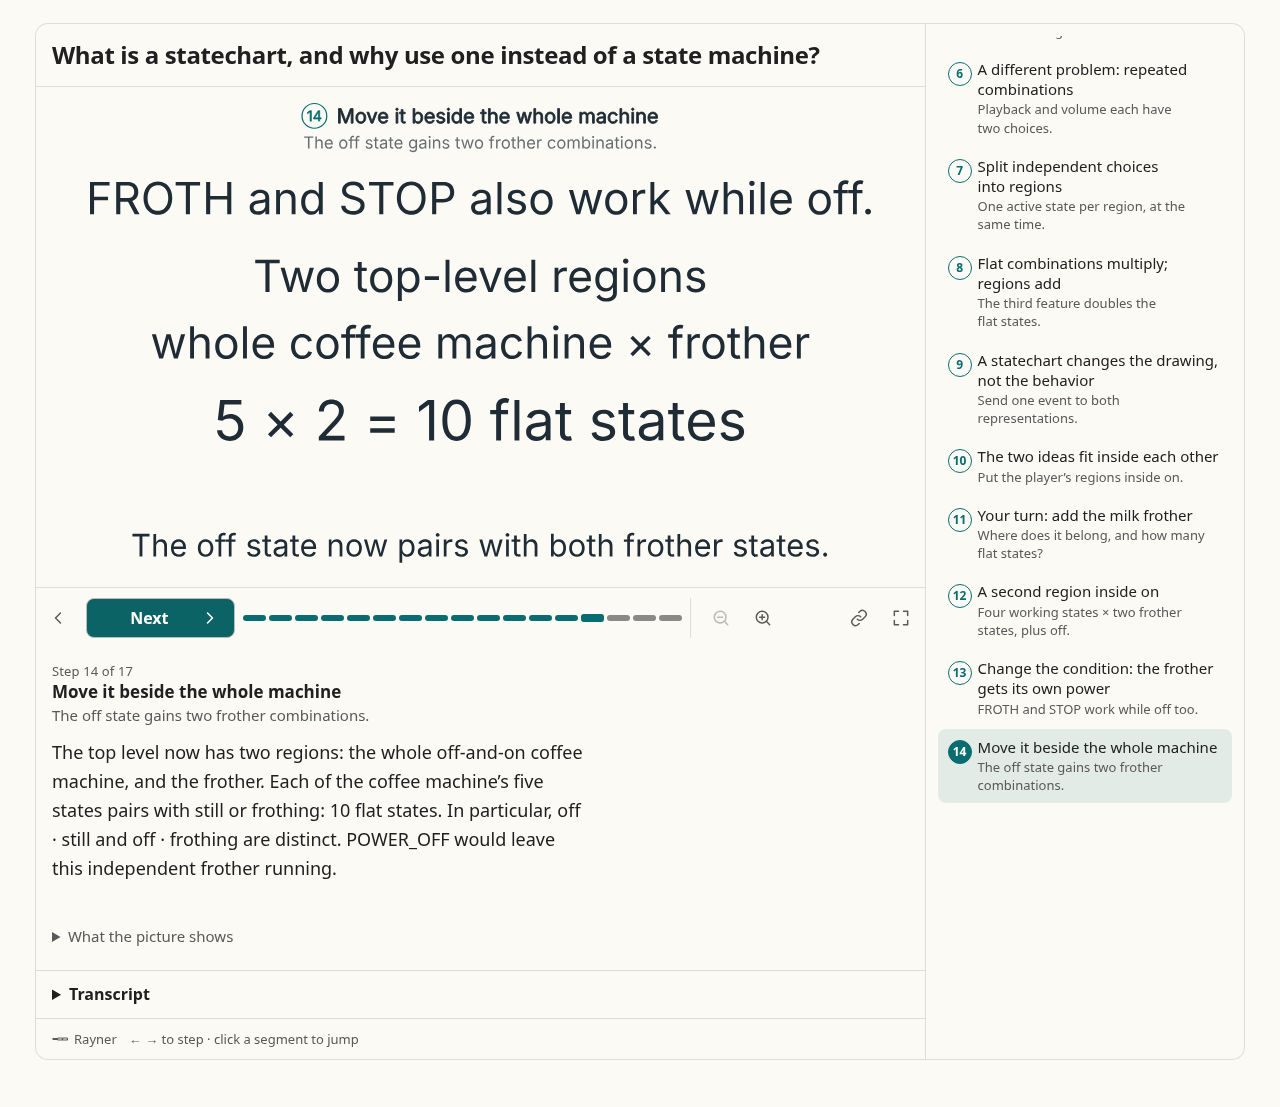 What is a statechart, and why use one instead of a state machine?
14 Move it beside the whole machine
The off state gains two frother combinations.
FROTH and STOP also work while off.
Two top-level regions
whole coffee machine × frother
5 × 2 = 10 flat states
The off state now pairs with both frother states.
Next
Step 14 of 17
Move it beside the whole machine
The off state gains two frother combinations.
The top level now has two regions: the whole off-and-on coffee
machine, and the frother. Each of the coffee machine’s five
states pairs with still or frothing: 10 flat states. In particular, off
· still and off · frothing are distinct. POWER_OFF would leave
this independent frother running.
What the picture shows
Transcript
Rayner ← → to step · click a segment to jump
6 A different problem: repeated
combinations
Playback and volume each have
two choices.
7 Split independent choices
into regions
One active state per region, at the
same time.
8 Flat combinations multiply;
regions add
The third feature doubles the
flat states.
9 A statechart changes the drawing,
not the behavior
Send one event to both
representations.
10 The two ideas fit inside each other
Put the player’s regions inside on.
11 Your turn: add the milk frother
Where does it belong, and how many
flat states?
12 A second region inside on
Four working states × two frother
states, plus off.
13 Change the condition: the frother
gets its own power
FROTH and STOP work while off too.
14 Move it beside the whole machine
The off state gains two frother
combinations.